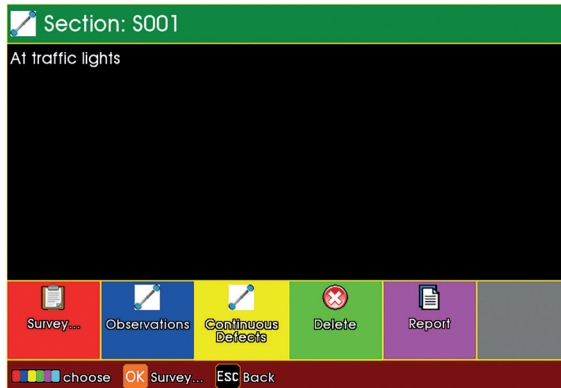 Section: S001
At traffic lights
Survey...
Observations
Continuous
Defects
Delete
Report
choose OK Survey... Esc Back